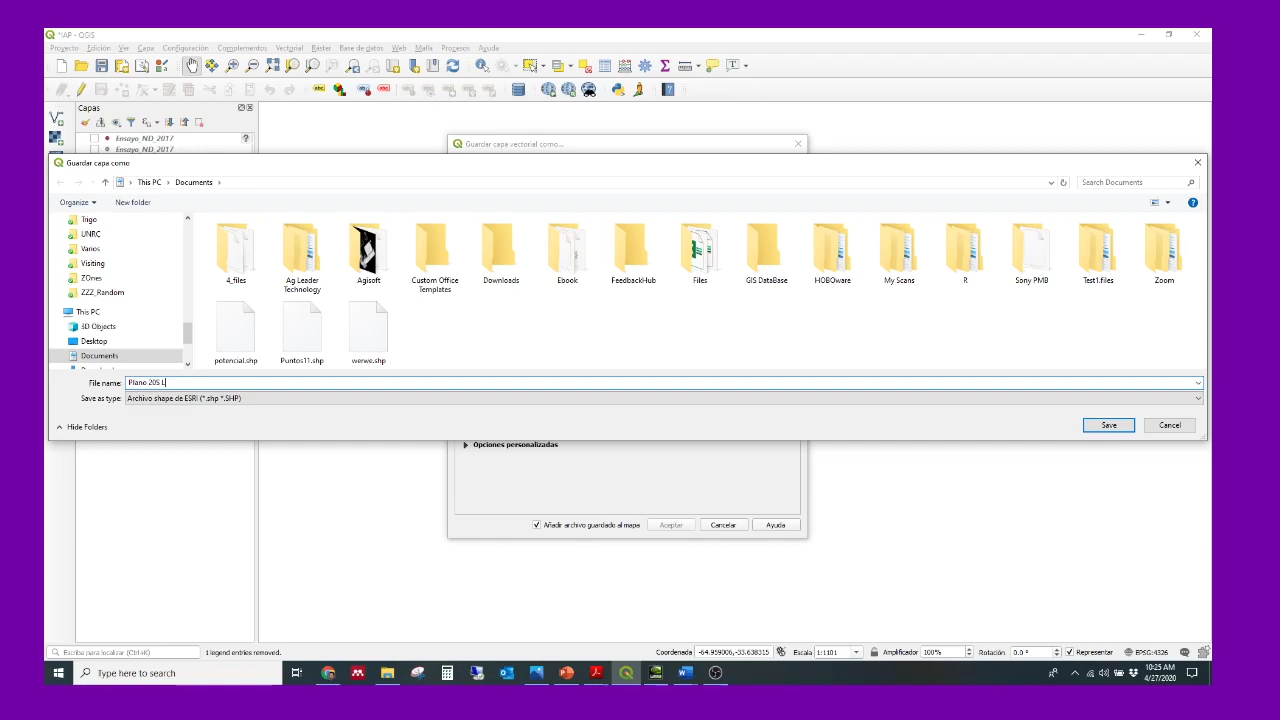 *IAP - QGIS
Proyecto Edición Ver Capa Configuración Complementos Vectorial Ráster Base de datos Web Malla Procesos Ayuda
Capas
Ensayo_ND_2017
Ensayo_ND_2017
Guardar capa vectorial como...
Guardar capa como
This PC > Documents >
Search Documents
Organize
New folder
Trigo
UNRC
Varios
Visiting
ZOnes
ZZZ_Random
This PC
3D Objects
Desktop
Documents
4_files
Ag Leader Technology
Agisoft
Custom Office Templates
Downloads
Ebook
FeedbackHub
Files
GIS DataBase
HOBOware
My Scans
R
Sony PMB
Test1.files
Zoom
potencial.shp
Puntos11.shp
werwe.shp
File name: Plano 20S L
Save as type: Archivo shape de ESRI (*.shp *.SHP)
Hide Folders
Save
Cancel
Opciones personalizadas
Añadir archivo guardado al mapa
Aceptar
Cancelar
Ayuda
Escriba para localizar (Ctrl+K)
1 legend entries removed.
Coordenada -64.959006,-33.638315 Escala 1:1101 Amplificador 100% Rotación 0.0 ° Representar EPSG:4326
Type here to search
10:25 AM
4/27/2020